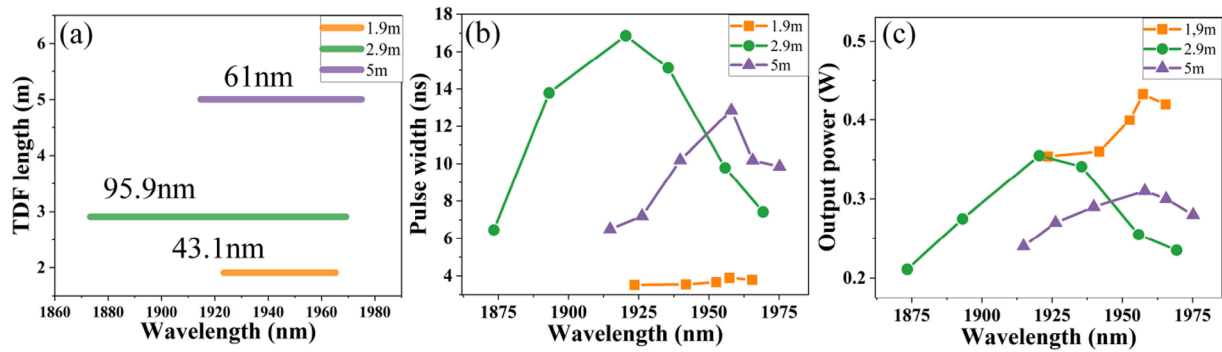 (a)
1.9m
2.9m
5m
61nm
95.9nm
43.1nm
TDF length (m)
6
5
4
3
2
1860 1880 1900 1920 1940 1960 1980
Wavelength (nm)
(b)
1.9m
2.9m
5m
Pulse width (ns)
16
14
12
10
8
6
4
1875 1900 1925 1950 1975
Wavelength (nm)
(c)
1,9m
2.9m
5m
Output power (W)
0.5
0.4
0.3
0.2
1875 1900 1925 1950 1975
Wavelength (nm)